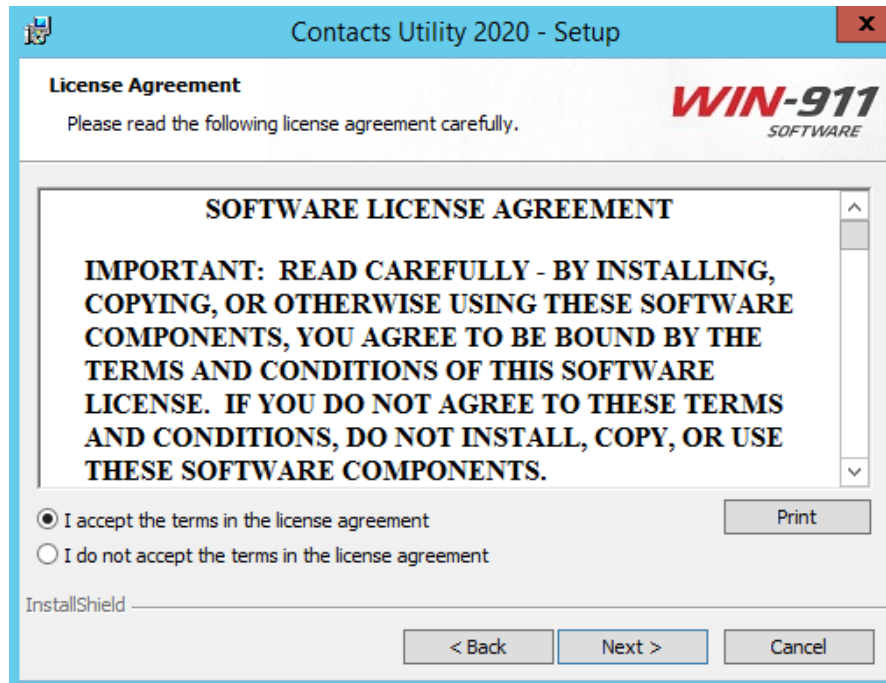 Contacts Utility 2020 - Setup
x
License Agreement
Please read the following license agreement carefully.
WIN-911
SOFTWARE
SOFTWARE LICENSE AGREEMENT
IMPORTANT:  READ CAREFULLY - BY INSTALLING,
COPYING, OR OTHERWISE USING THESE SOFTWARE
COMPONENTS, YOU AGREE TO BE BOUND BY THE
TERMS AND CONDITIONS OF THIS SOFTWARE
LICENSE.  IF YOU DO NOT AGREE TO THESE TERMS
AND CONDITIONS, DO NOT INSTALL, COPY, OR USE
THESE SOFTWARE COMPONENTS.
I accept the terms in the license agreement
Print
I do not accept the terms in the license agreement
InstallShield
< Back
Next >
Cancel